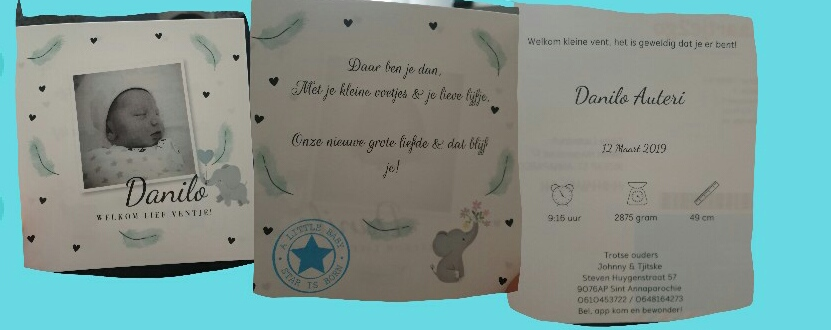 Danilo
WELKOM LIEF VENTJE!
Daar ben je dan,
Met je kleine voetjes & je lieve lijfje.
Onze nieuwe grote liefde & dat blijf
je!
A LITTLE BABY
STAR IS BORN
Welkom kleine vent, het is geweldig dat je er bent!
Danilo Auteri
12 Maart 2019
9:16 uur 2875 gram 49 cm
Trotse ouders
Johnny & Tjitske
Steven Huygenstraat 57
9076AP Sint Annaparochie
0610453722 / 0648164273
Bel, app kom en bewonder!